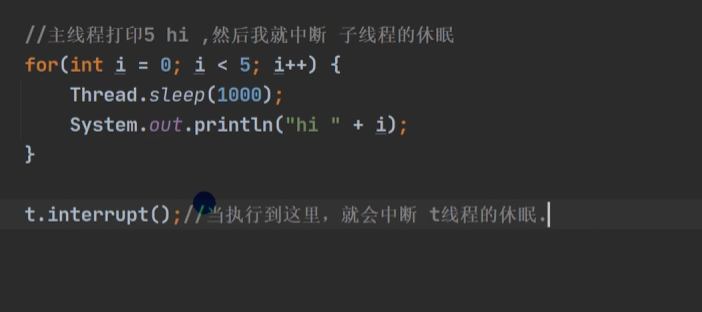 //主线程打印5 hi ,然后我就中断 子线程的休眠
for(int i = 0; i < 5; i++) {
    Thread.sleep(1000);
    System.out.println("hi " + i);
}
t.interrupt();//当执行到这里，就会中断 t线程的休眠.